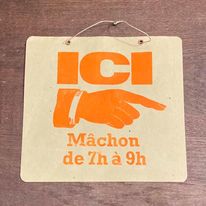 ICI
Mâchon
de 7h à 9h